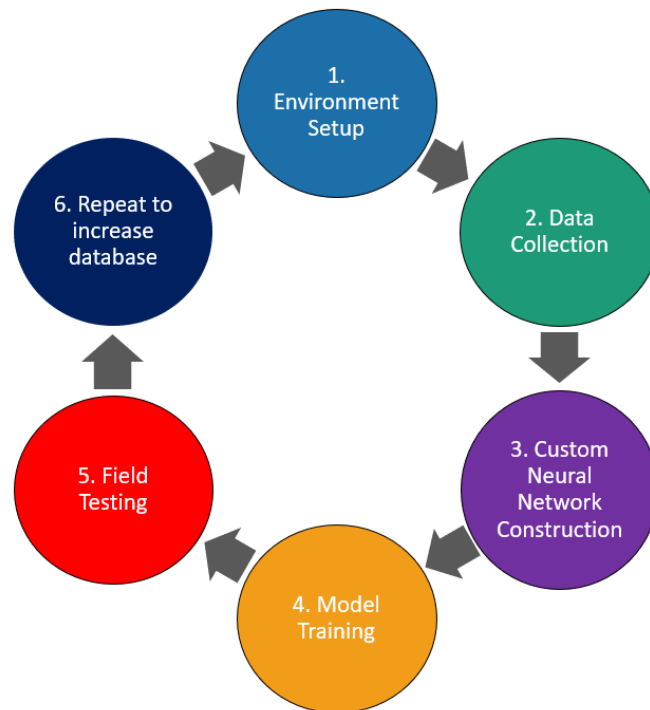 1.
Environment
Setup
2. Data
Collection
3. Custom
Neural
Network
Construction
4. Model
Training
5. Field
Testing
6. Repeat to
increase
database